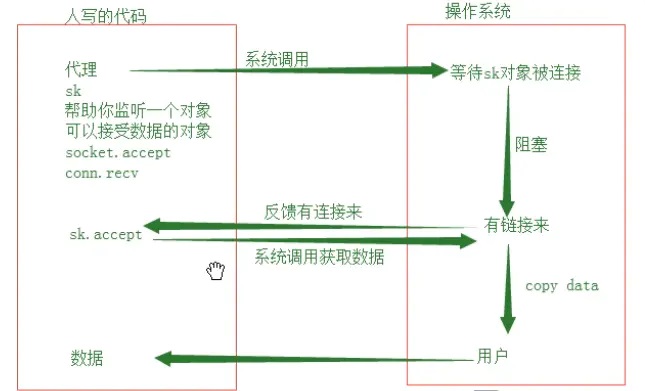 人写的代码
操作系统
代理
sk
帮助你监听一个对象
可以接受数据的对象
socket.accept
conn.recv
系统调用
等待sk对象被连接
阻塞
反馈有连接来
有链接来
sk.accept
系统调用获取数据
copy data
数据
用户